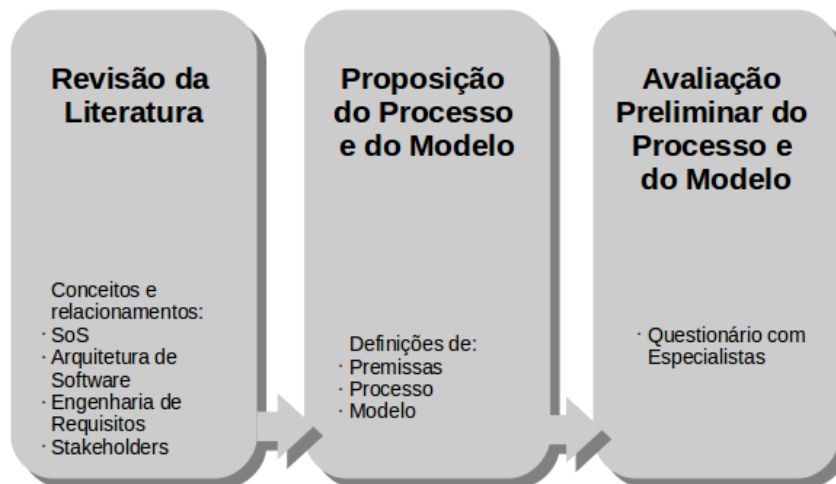 Revisão da
Literatura
Conceitos e
relacionamentos:
· SoS
· Arquitetura de
Software
· Engenharia de
Requisitos
· Stakeholders
Proposição
do Processo
e do Modelo
Definições de:
· Premissas
· Processo
· Modelo
Avaliação
Preliminar do
Processo e
do Modelo
· Questionário com
Especialistas